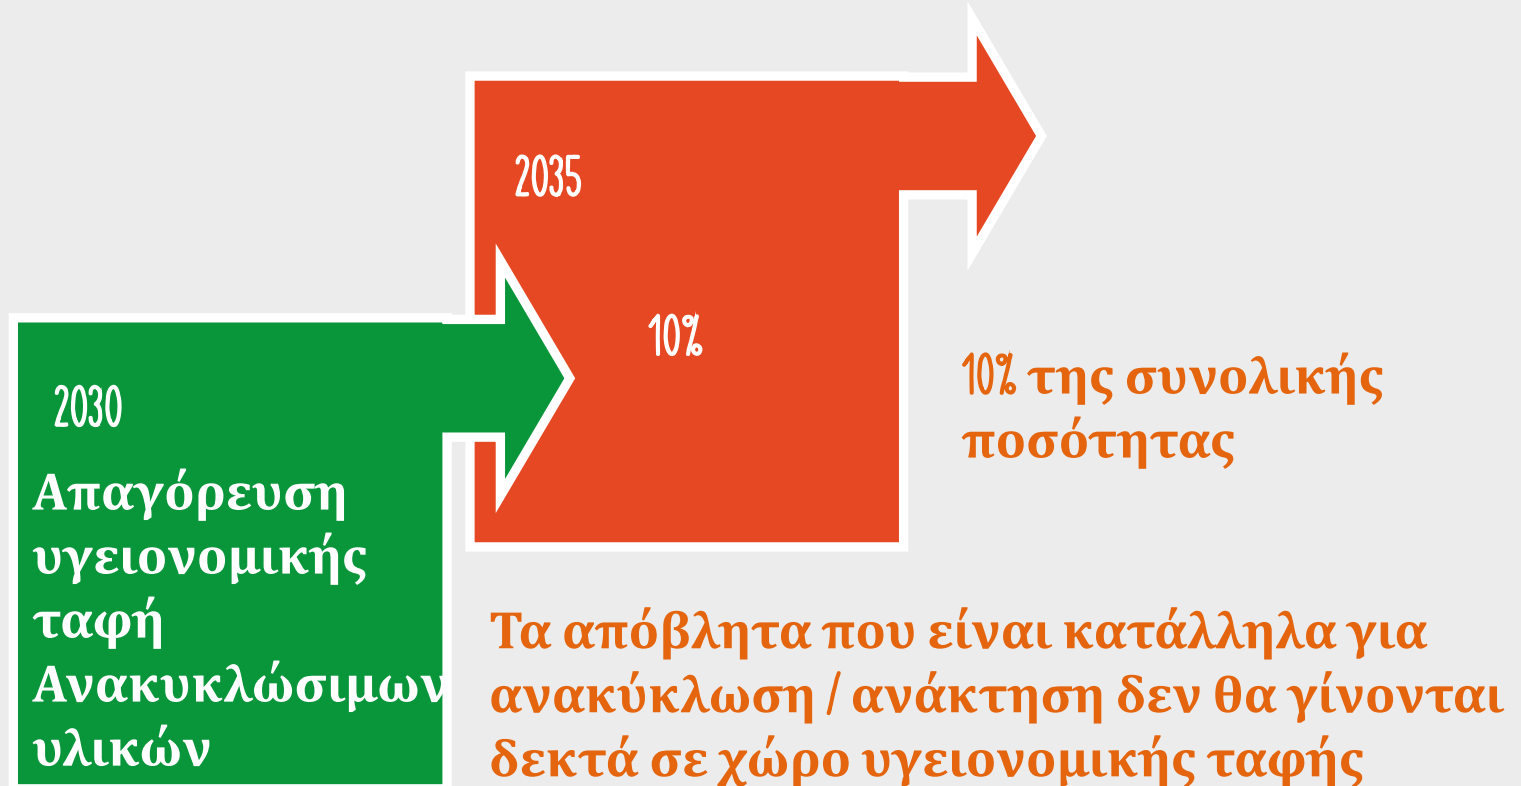 2035
10%
10% της συνολικής
ποσότητας
2030
Απαγόρευση
υγειονομικής
ταφή
Ανακυκλώσιμων
υλικών
Τα απόβλητα που είναι κατάλληλα για
ανακύκλωση / ανάκτηση δεν θα γίνονται
δεκτά σε χώρο υγειονομικής ταφής